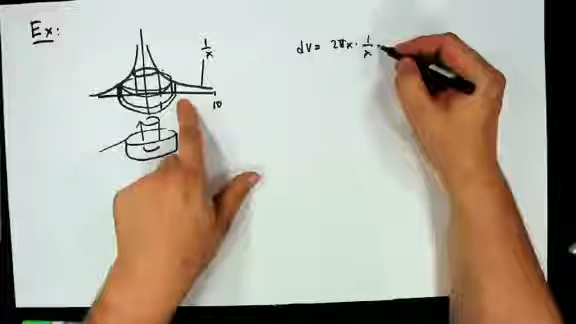 Ex:
1/x
10
dV = 2πx · 1/x ·